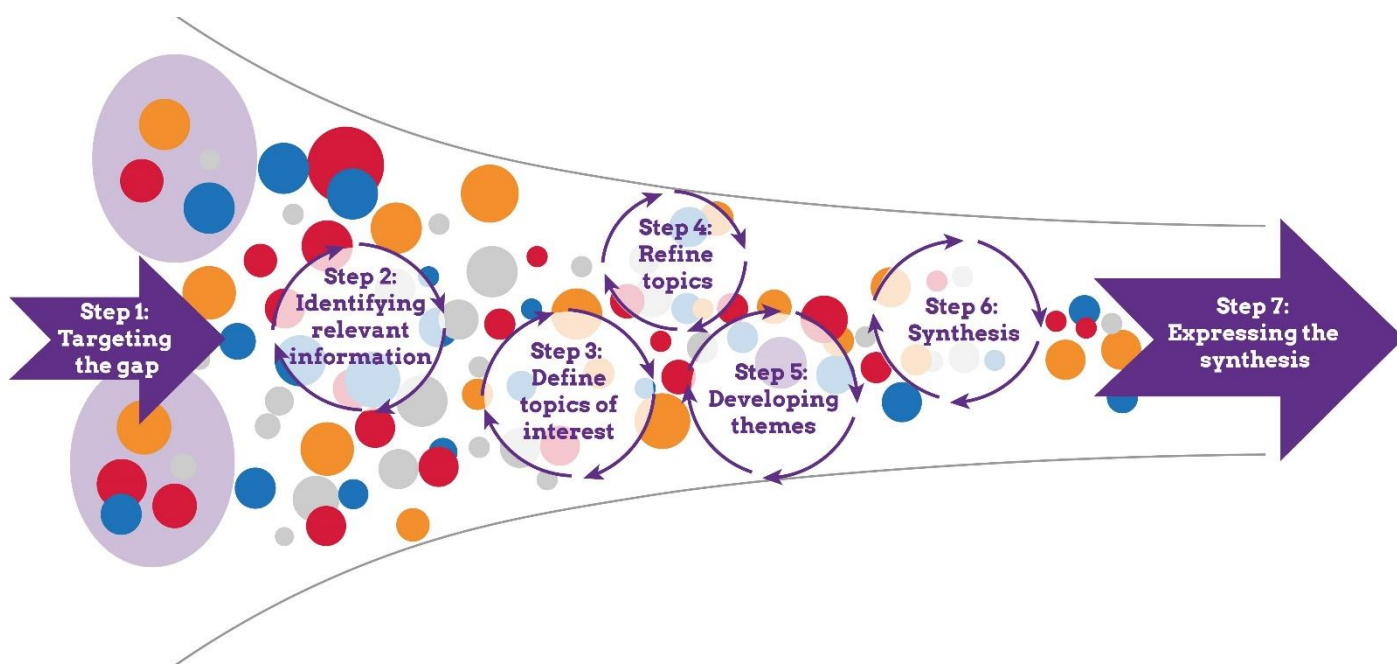 Step 1:
Targeting
the gap
Step 2:
Identifying
relevant
information
Step 3:
Define
topics of
interest
Step 4:
Refine
topics
Step 5:
Developing
themes
Step 6:
Synthesis
Step 7:
Expressing the
synthesis